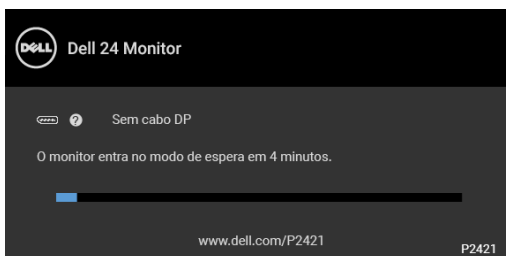 DELL Dell 24 Monitor
Sem cabo DP
O monitor entra no modo de espera em 4 minutos.
www.dell.com/P2421
P2421